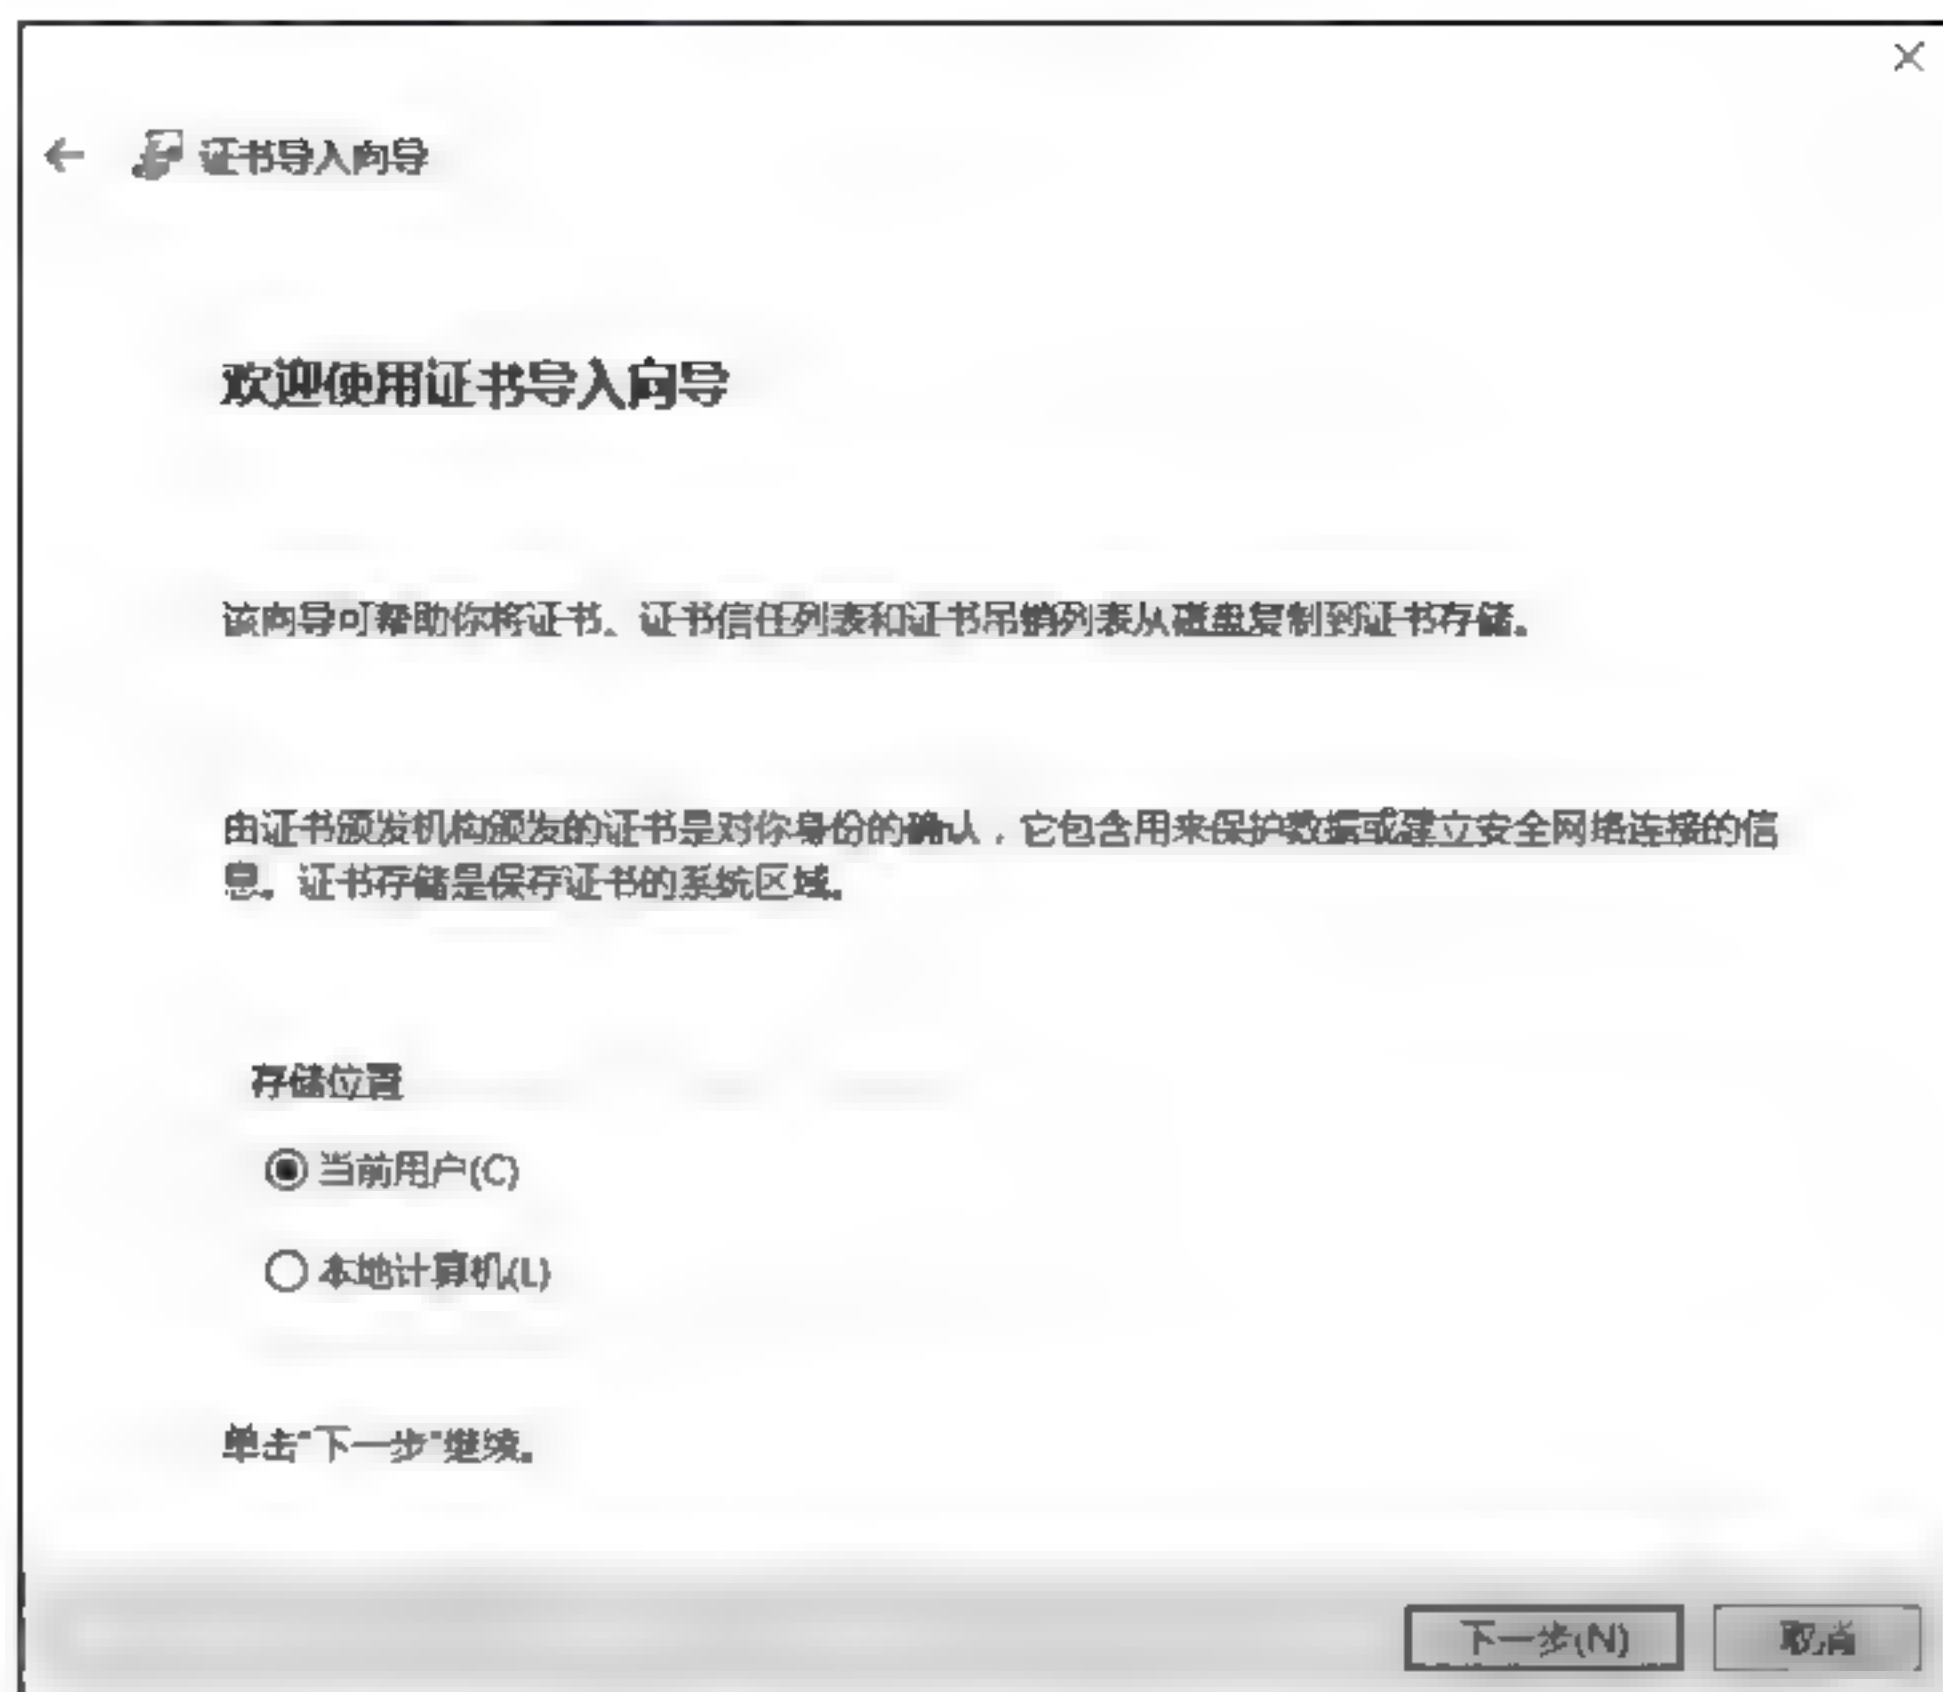 证书导入向导
欢迎使用证书导入向导
该向导可帮助你将证书、证书信任列表和证书吊销列表从磁盘复制到证书存储。
由证书颁发机构颁发的证书是对你身份的确认，它包含用来保护数据或建立安全网络连接的信
息。证书存储是保存证书的系统区域。
存储位置
当前用户(C)
本地计算机(L)
单击"下一步"继续。
下一步(N) 取消